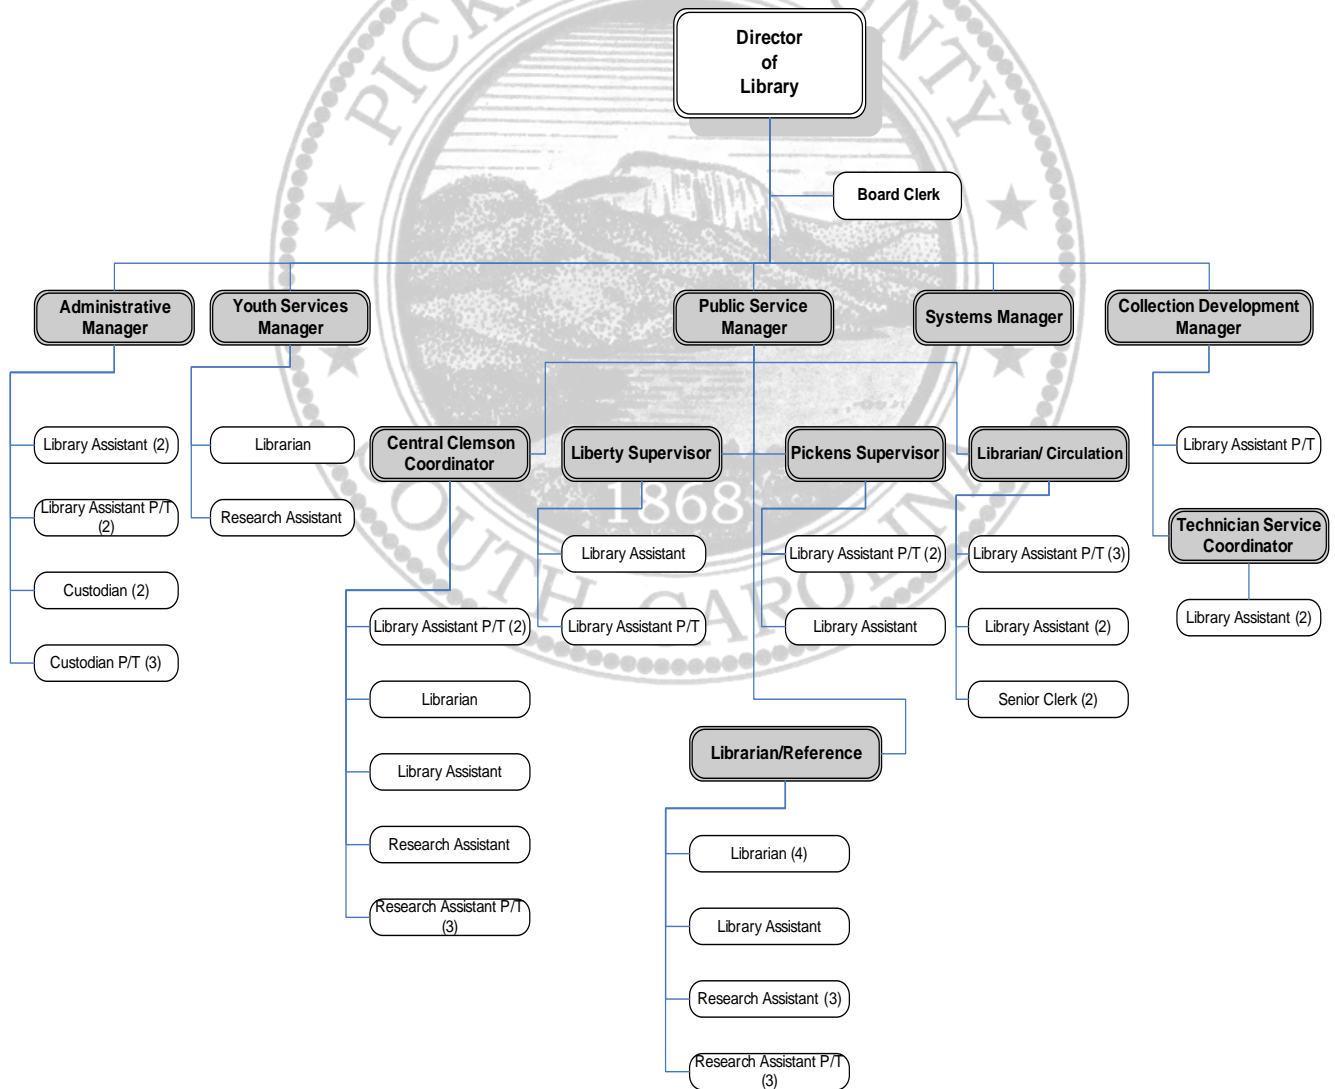 PICKENS COUNTY
SOUTH CAROLINA
1868
Director
of
Library
Board Clerk
Administrative
Manager
Youth Services
Manager
Public Service
Manager
Systems Manager
Collection Development
Manager
Library Assistant (2)
Library Assistant P/T
(2)
Custodian (2)
Custodian P/T (3)
Librarian
Research Assistant
Central Clemson
Coordinator
Library Assistant P/T (2)
Librarian
Library Assistant
Research Assistant
Research Assistant P/T
(3)
Liberty Supervisor
Library Assistant
Library Assistant P/T
Pickens Supervisor
Library Assistant P/T (2)
Library Assistant
Librarian/ Circulation
Library Assistant P/T (3)
Library Assistant (2)
Senior Clerk (2)
Librarian/Reference
Librarian (4)
Library Assistant
Research Assistant (3)
Research Assistant P/T
(3)
Library Assistant P/T
Technician Service
Coordinator
Library Assistant (2)